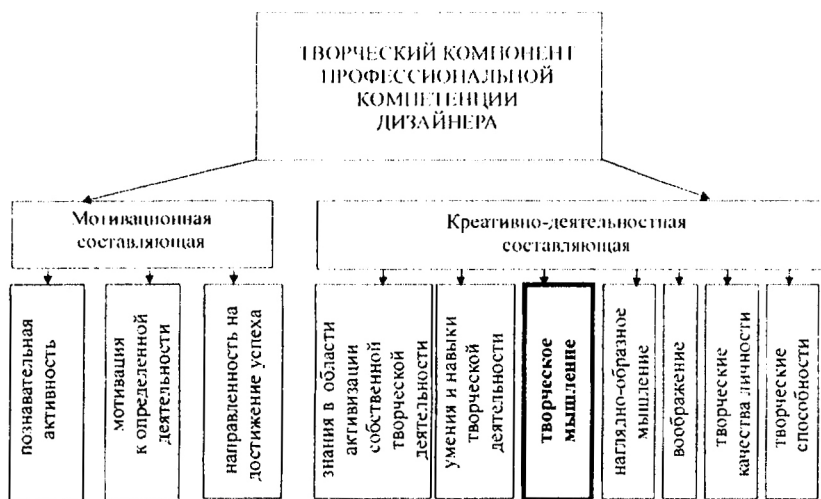 ТВОРЧЕСКИЙ КОМПОНЕНТ
ПРОФЕССИОНАЛЬНОЙ
КОМПЕТЕНЦИИ
ДИЗАЙНЕРА
Мотивационная
составляющая
Креативно-деятельностная
составляющая
познавательная
активность
мотивация
к определенной
деятельности
направленность на
достижение успеха
знания в области
активизации
собственной
творческой
деятельности
умения и навыки
творческой
деятельности
творческое
мышление
наглядно-образное
мышление
воображение
творческие
качества личности
творческие
способности